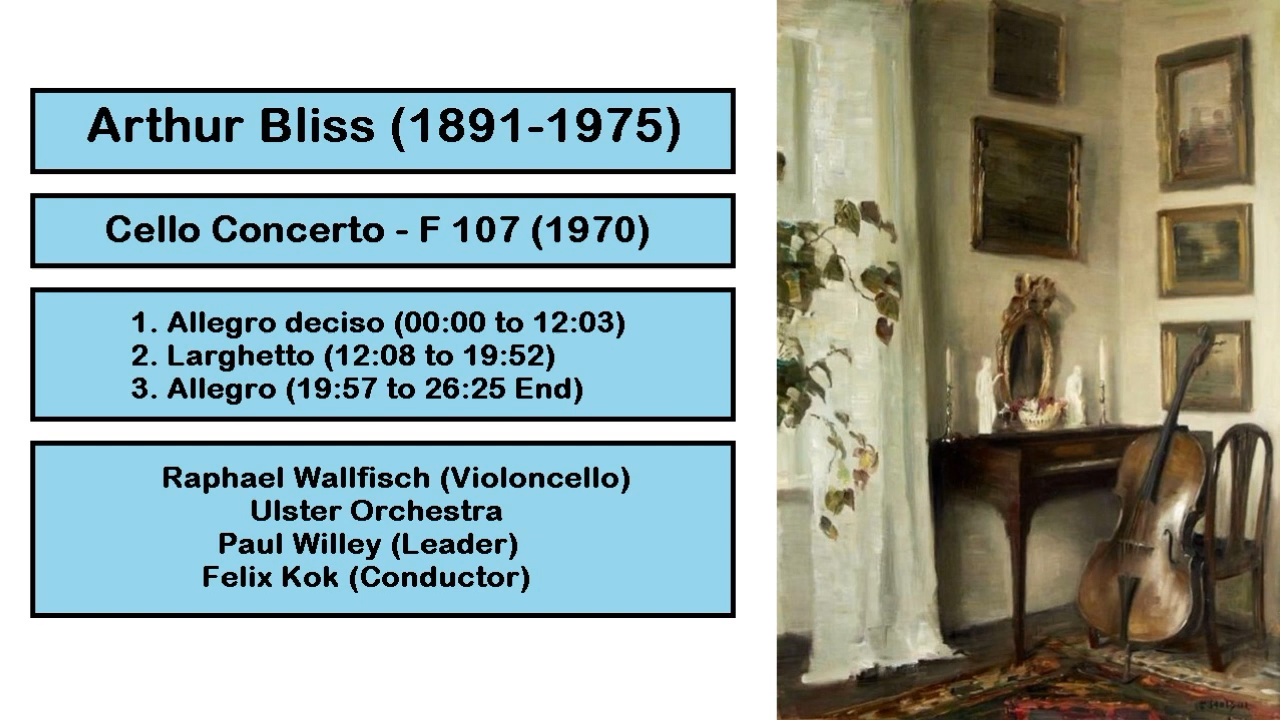 Arthur Bliss (1891-1975)
Cello Concerto - F 107 (1970)
1. Allegro deciso (00:00 to 12:03)
2. Larghetto (12:08 to 19:52)
3. Allegro (19:57 to 26:25 End)
Raphael Wallfisch (Violoncello)
Ulster Orchestra
Paul Willey (Leader)
Felix Kok (Conductor)